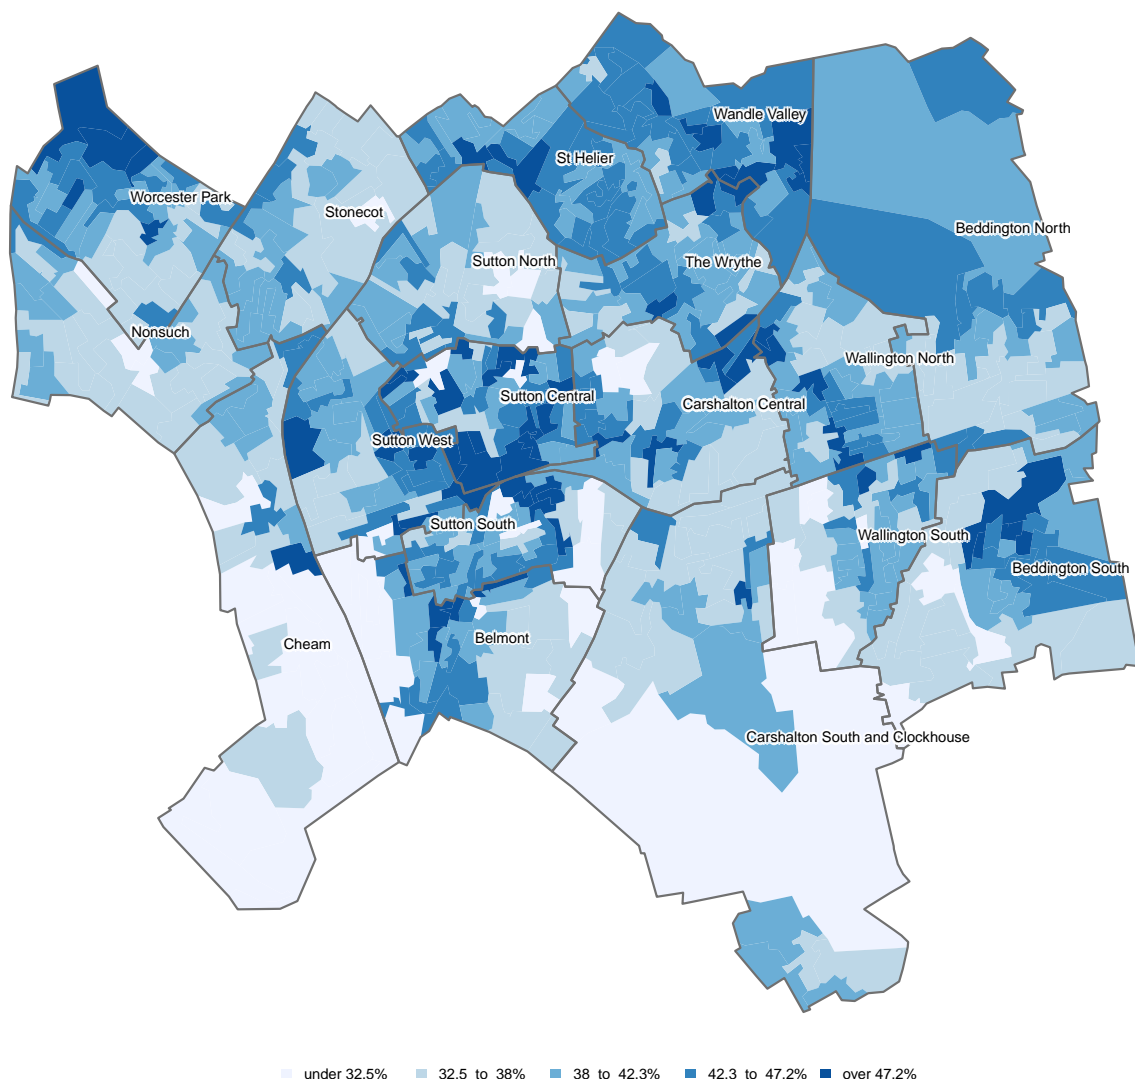 Wandle Valley
St Helier
Worcester Park
Stonecot
Beddington North
Sutton North
The Wrythe
Nonsuch
Wallington North
Sutton Central
Carshalton Central
Sutton West
Sutton South
Wallington South
Beddington South
Cheam
Belmont
Carshalton South and Clockhouse
under 32.5% 32.5 to 38% 38 to 42.3% 42.3 to 47.2% over 47.2%